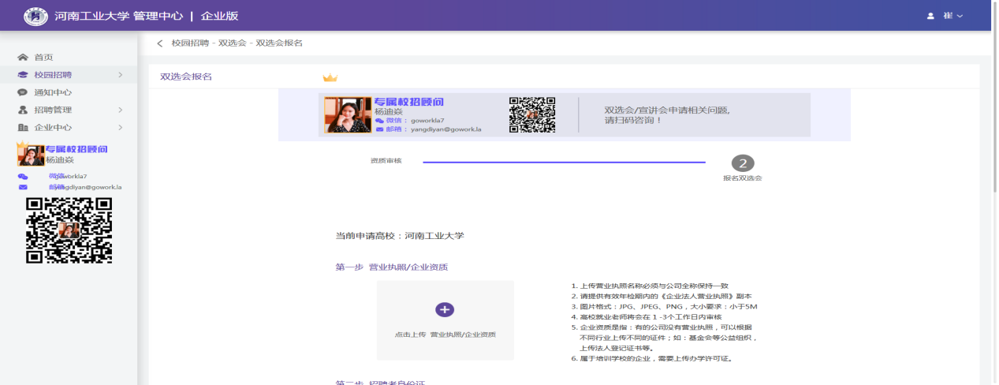 河南工业大学 管理中心 | 企业版
崔
首页
校园招聘
通知中心
招聘管理
企业中心
专属校招顾问
杨迪焱
微信 goworkla7
邮箱 yangdiyan@gowork.la
校园招聘 - 双选会 - 双选会报名
双选会报名
专属校招顾问
杨迪焱
微信： goworkla7
邮箱： yangdiyan@gowork.la
双选会/宣讲会申请相关问题,
请扫码咨询！
资质审核
2
报名双选会
当前申请高校：河南工业大学
第一步 营业执照/企业资质
点击上传 营业执照/企业资质
1. 上传营业执照名称必须与公司全称保持一致
2. 请提供有效年检期内的《企业法人营业执照》副本
3. 图片格式：JPG、JPEG、PNG，大小要求：小于5M
4. 高校就业老师将会在 1 -3个工作日内审核
5. 企业资质是指：有的公司没有营业执照，可以根据
不同行业上传不同的证件；如：基金会等公益组织，
上传法人登记证书等。
6. 属于培训学校的企业，需要上传办学许可证。
第二步 招聘者身份证